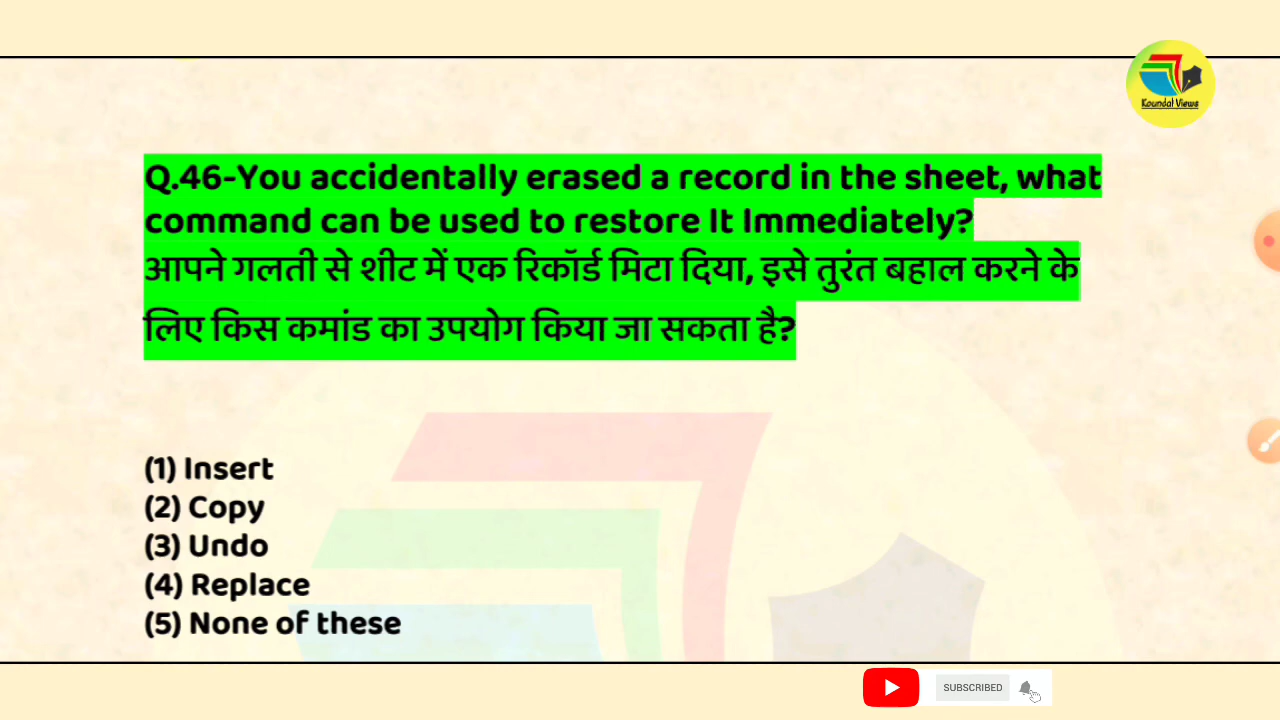 Koundal Views
Q.46-You accidentally erased a record in the sheet, what
command can be used to restore It Immediately?
आपने गलती से शीट में एक रिकॉर्ड मिटा दिया, इसे तुरंत बहाल करने के
लिए किस कमांड का उपयोग किया जा सकता है?
(1) Insert
(2) Copy
(3) Undo
(4) Replace
(5) None of these
SUBSCRIBED